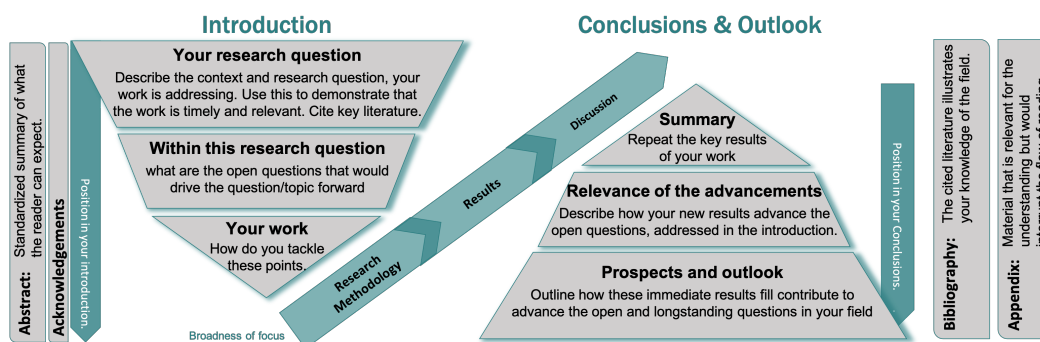 Introduction
Conclusions & Outlook
Abstract: Standardized summary of what
the reader can expect.
Acknowledgements
Position in your introduction.
Your research question
Describe the context and research question, your
work is addressing. Use this to demonstrate that
the work is timely and relevant. Cite key literature.
Within this research question
what are the open questions that would
drive the question/topic forward
Your work
How do you tackle
these points.
Broadness of focus
Research
Methodology
Results
Discussion
Summary
Repeat the key results
of your work
Relevance of the advancements
Describe how your new results advance the
open questions, addressed in the introduction.
Prospects and outlook
Outline how these immediate results fill contribute to
advance the open and longstanding questions in your field
Position in your Conclusions.
Bibliography: The cited literature illustrates
your knowledge of the field.
Appendix: Material that is relevant for the
understanding but would